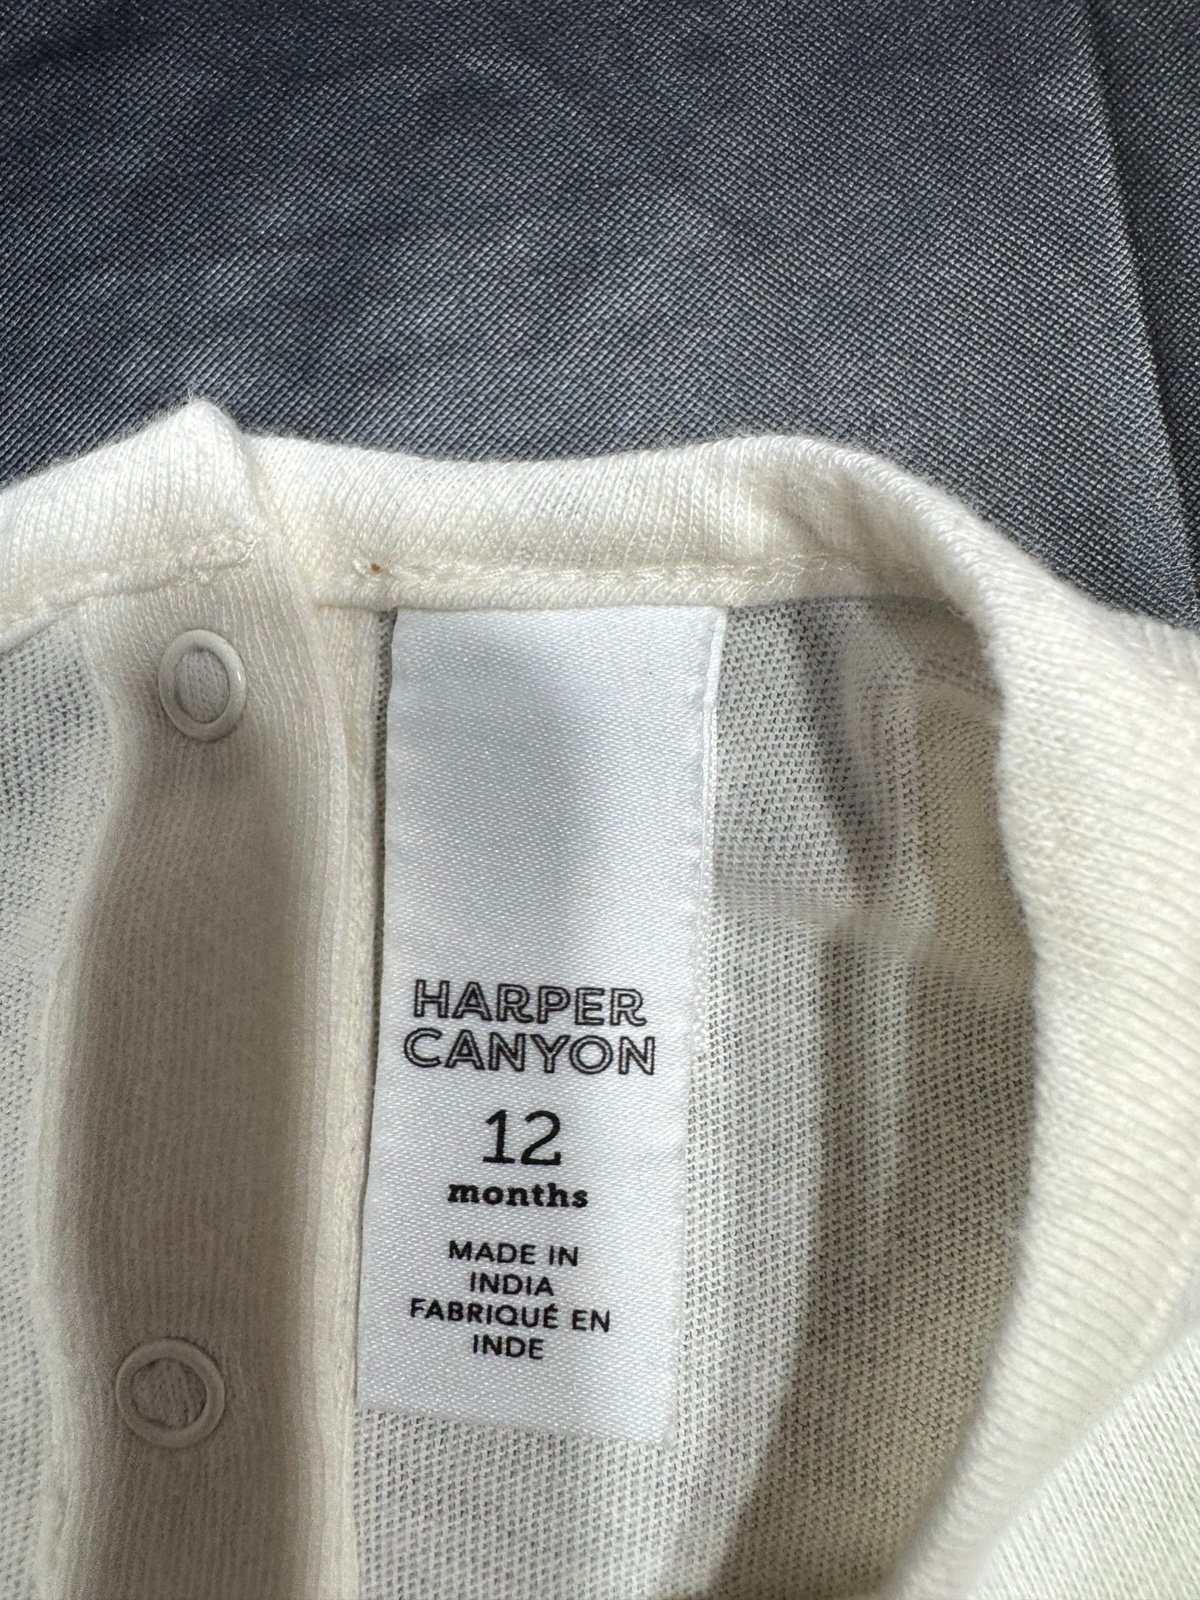 HARPER
CANYON
12
months
MADE IN
INDIA
FABRIQUÉ EN
INDE